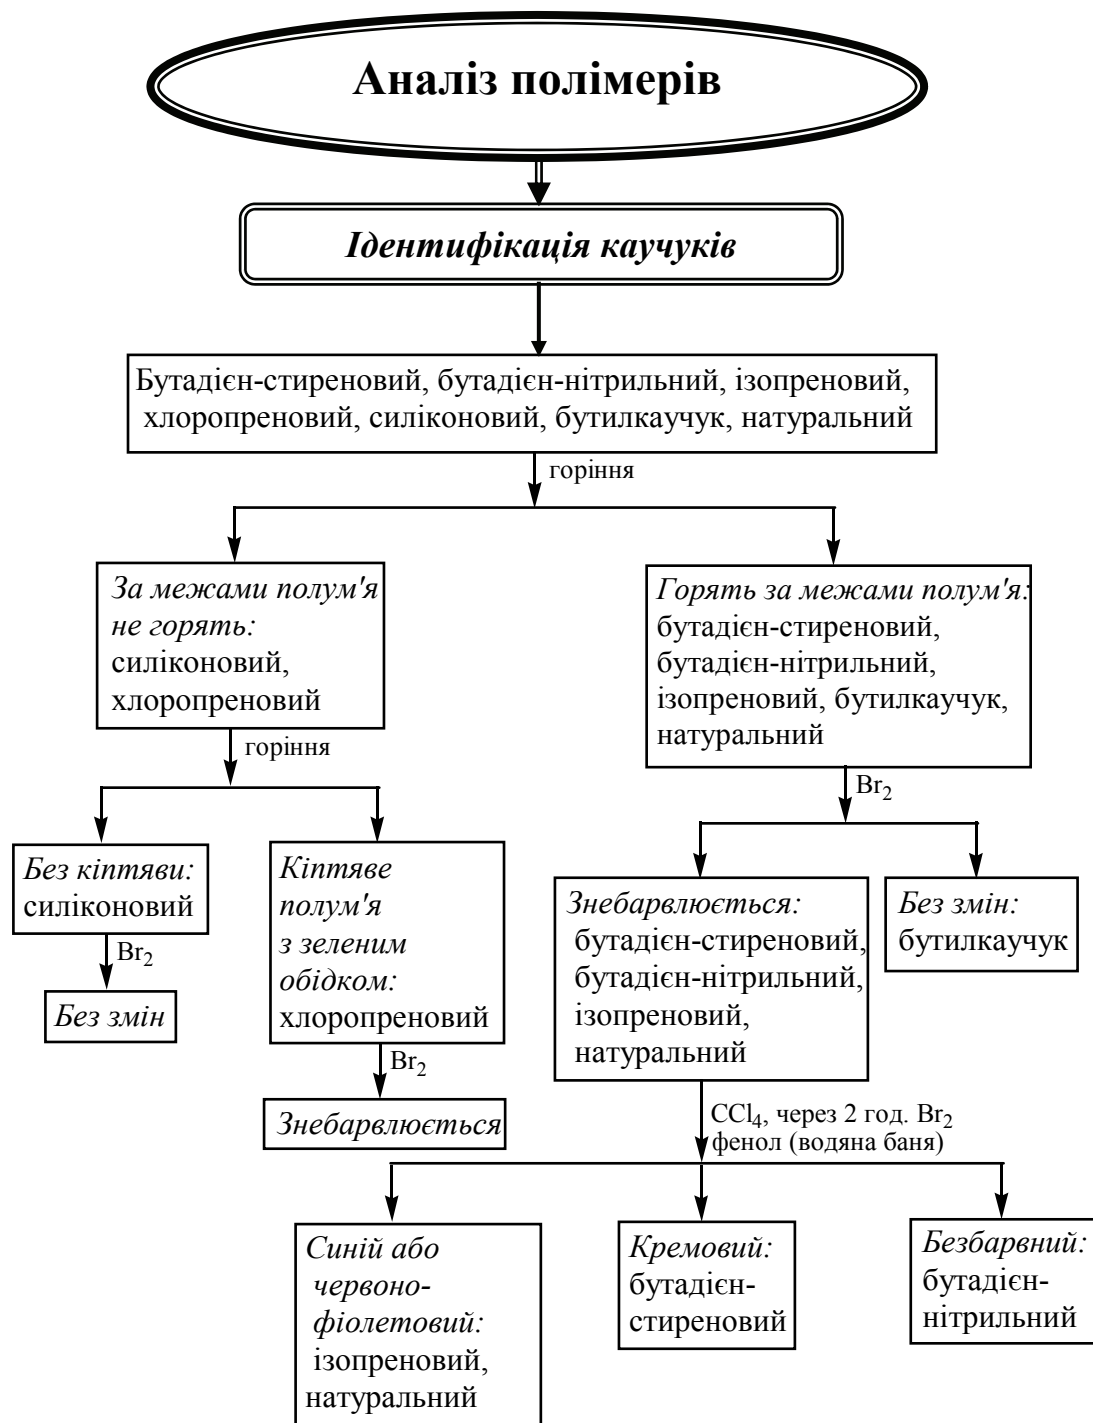 Аналіз полімерів
Ідентифікація каучуків
Бутадієн-стиреновий, бутадієн-нітрильний, ізопреновий,
хлоропреновий, силіконовий, бутилкаучук, натуральний
горіння
За межами полум'я
не горять:
силіконовий,
хлоропреновий
Горять за межами полум'я:
бутадієн-стиреновий,
бутадієн-нітрильний,
ізопреновий, бутилкаучук,
натуральний
горіння
Br2
Без кіптяви:
силіконовий
Кіптяве
полум'я
з зеленим
обідком:
хлоропреновий
Знебарвлюється:
бутадієн-стиреновий,
бутадієн-нітрильний,
ізопреновий,
натуральний
Без змін:
бутилкаучук
Br2
Без змін
Br2
Знебарвлюється
CCl4, через 2 год. Br2
фенол (водяна баня)
Синій або
червоно-
фіолетовий:
ізопреновий,
натуральний
Кремовий:
бутадієн-
стиреновий
Безбарвний:
бутадієн-
нітрильний